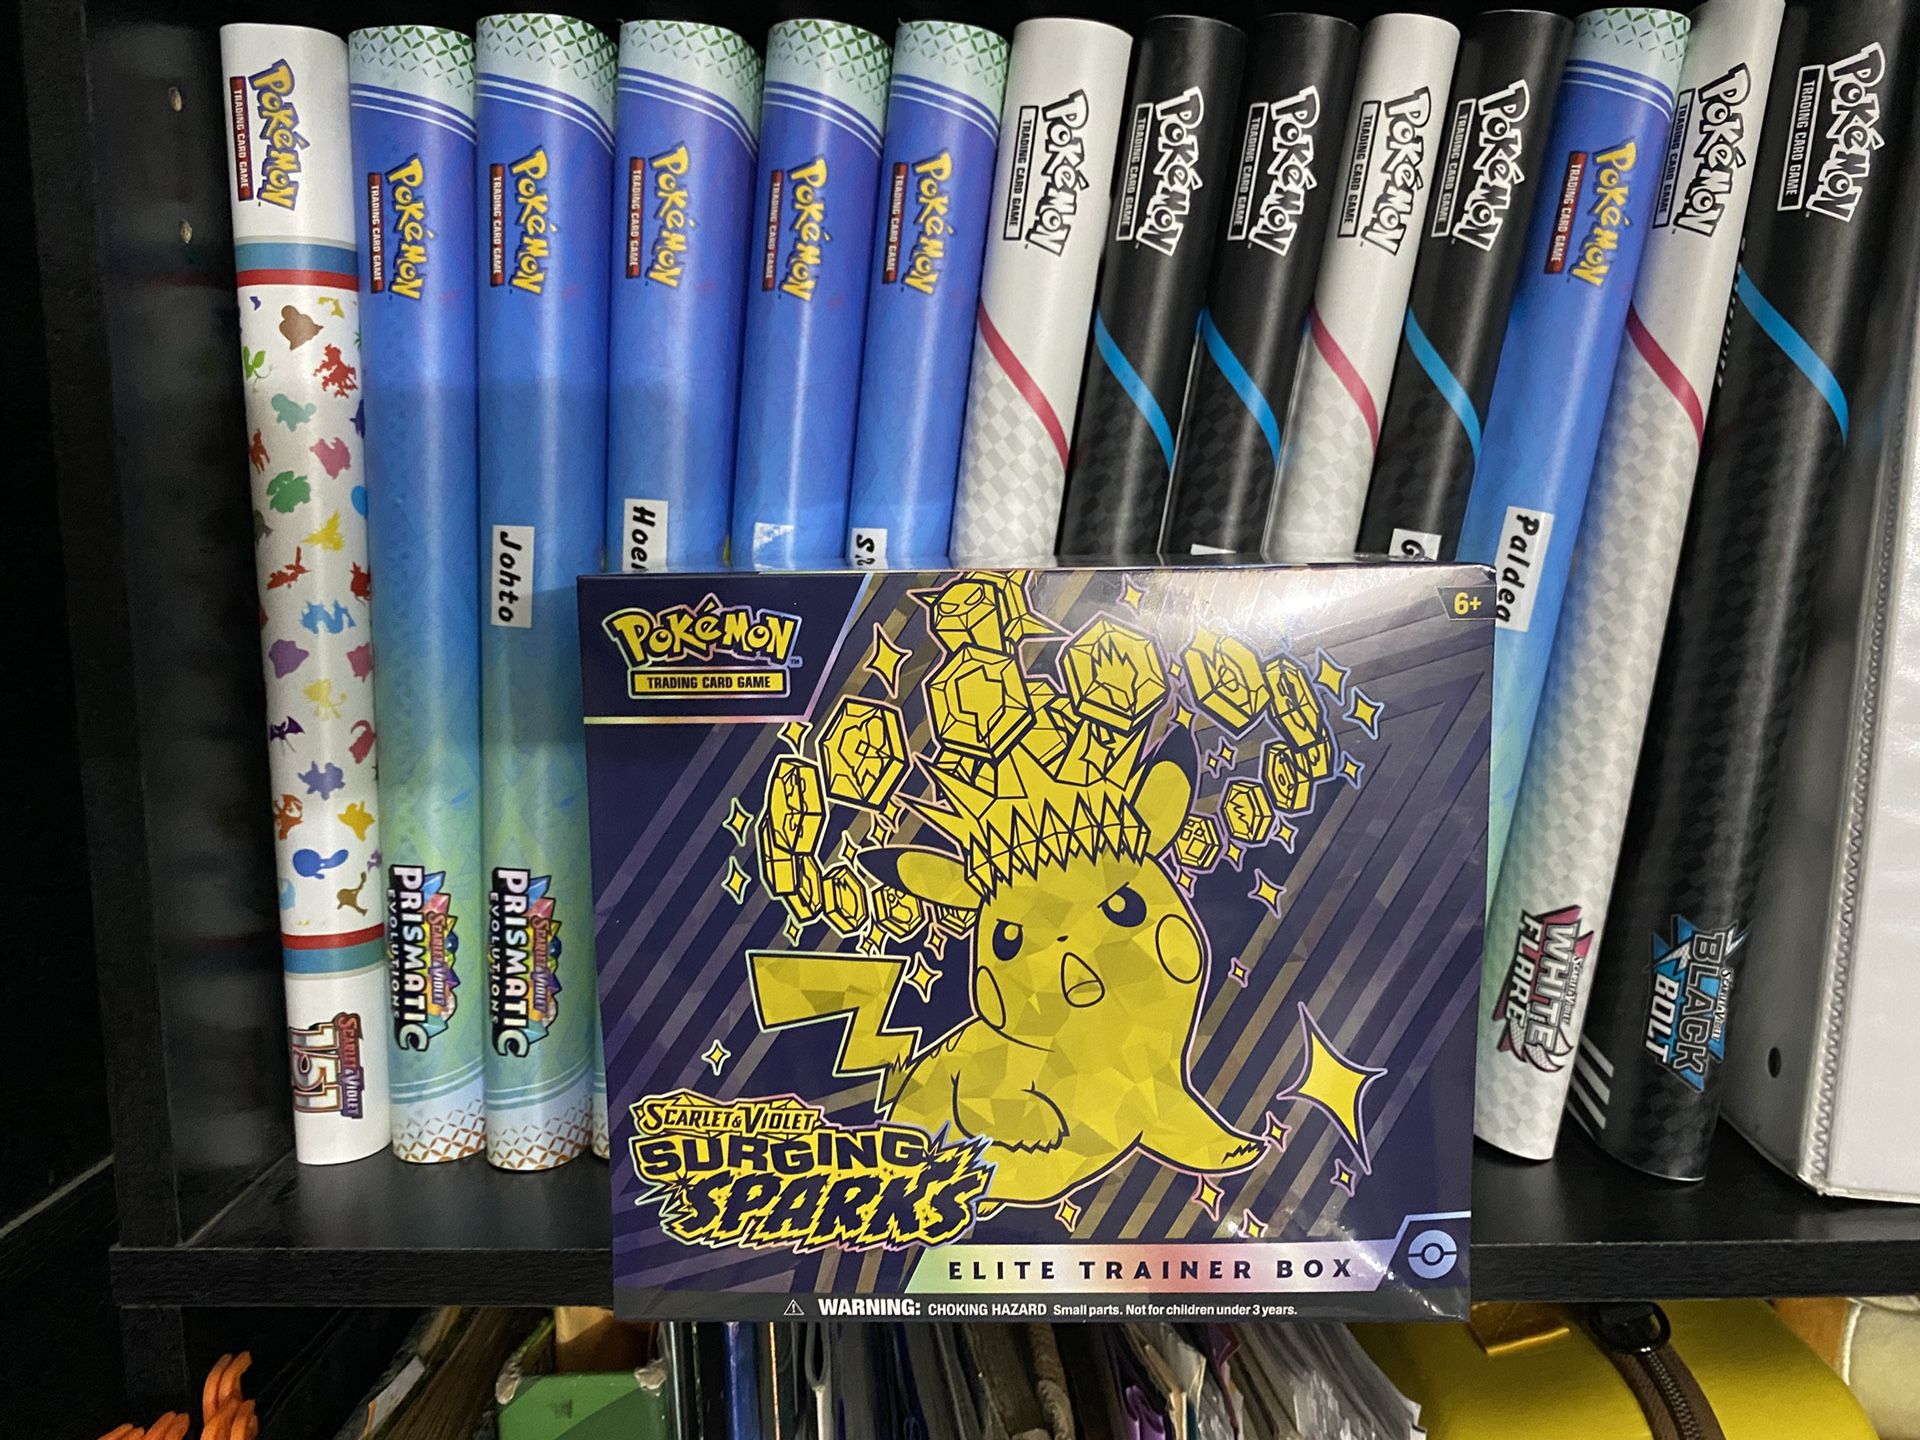 Pokémon
TRADING CARD GAME
SCARLET & VIOLET
151
Pokémon
TRADING CARD GAME
SCARLET & VIOLET
PRISMATIC
EVOLUTIONS
Pokémon
TRADING CARD GAME
Johto
SCARLET & VIOLET
PRISMATIC
EVOLUTIONS
Pokémon
TRADING CARD GAME
Pokémon
TRADING CARD GAME
Pokémon
TRADING CARD GAME
Pokémon
TRADING CARD GAME
Pokémon
TRADING CARD GAME
Pokémon
TRADING CARD GAME
Pokémon
TRADING CARD GAME
Pokémon
TRADING CARD GAME
Pokémon
TRADING CARD GAME
Paldea
Pokémon
TRADING CARD GAME
SCARLET & VIOLET
WHITE
FLARE
Pokémon
TRADING CARD GAME
SCARLET & VIOLET
BLACK
BOLT
Pokémon™
TRADING CARD GAME
6+
SCARLET & VIOLET
SURGING
SPARKS
ELITE TRAINER BOX
⚠ WARNING: CHOKING HAZARD Small parts. Not for children under 3 years.